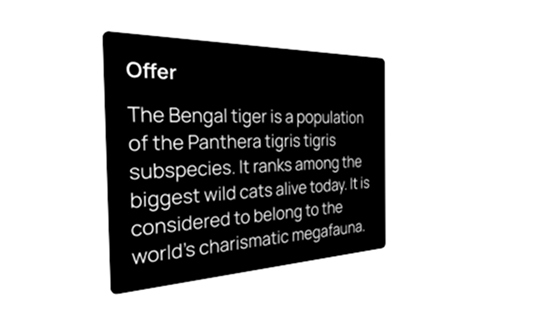 Offer
The Bengal tiger is a population
of the Panthera tigris tigris
subspecies. It ranks among the
biggest wild cats alive today. It is
considered to belong to the
world's charismatic megafauna.